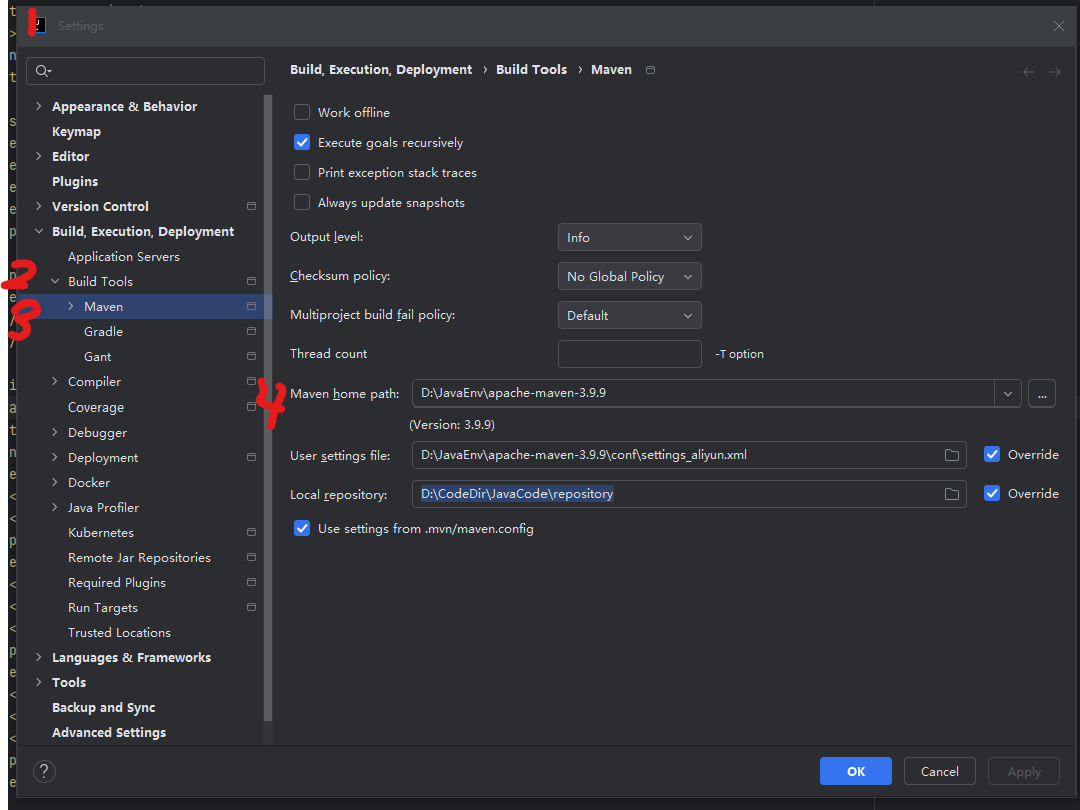 1
Settings
Build, Execution, Deployment › Build Tools › Maven
Appearance & Behavior
Keymap
Editor
Plugins
Version Control
Build, Execution, Deployment
Application Servers
2
Build Tools
3
Maven
Gradle
Gant
Compiler
Coverage
Debugger
Deployment
Docker
Java Profiler
Kubernetes
Remote Jar Repositories
Required Plugins
Run Targets
Trusted Locations
Languages & Frameworks
Tools
Backup and Sync
Advanced Settings
Work offline
Execute goals recursively
Print exception stack traces
Always update snapshots
Output level: Info
Checksum policy: No Global Policy
Multiproject build fail policy: Default
Thread count -T option
4
Maven home path: D:\JavaEnv\apache-maven-3.9.9 ...
(Version: 3.9.9)
User settings file: D:\JavaEnv\apache-maven-3.9.9\conf\settings_aliyun.xml Override
Local repository: D:\CodeDir\JavaCode\repository Override
Use settings from .mvn/maven.config
? OK Cancel Apply